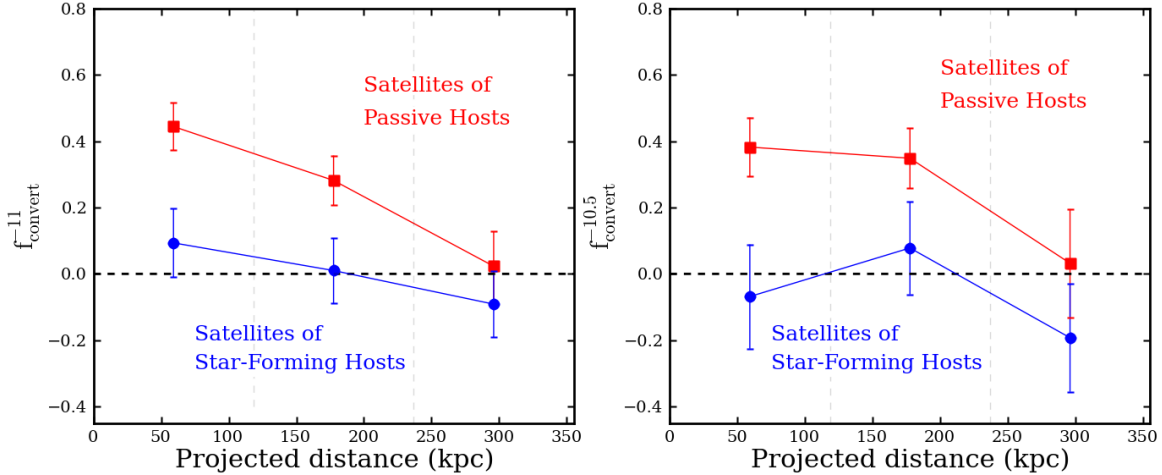 0.8
0.6
0.4
0.2
0.0
−0.2
−0.4
f convert −11
Satellites of
Passive Hosts
Satellites of
Star-Forming Hosts
0 50 100 150 200 250 300 350
Projected distance (kpc)
0.8
0.6
0.4
0.2
0.0
−0.2
−0.4
f convert −10.5
Satellites of
Passive Hosts
Satellites of
Star-Forming Hosts
0 50 100 150 200 250 300 350
Projected distance (kpc)